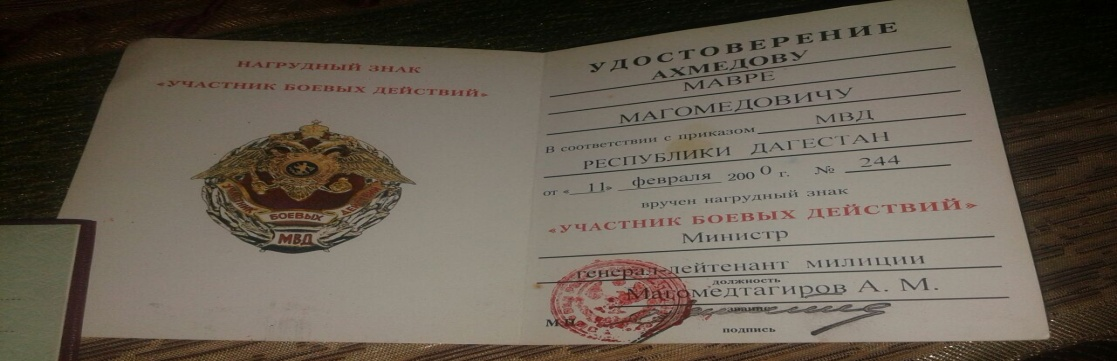 НАГРУДНЫЙ ЗНАК
«УЧАСТНИК БОЕВЫХ ДЕЙСТВИЙ»
БОЕВЫХ
МВД
УДОСТОВЕРЕНИЕ
АХМЕДОВУ
МАВРЕ
МАГОМЕДОВИЧУ
В соответствии с приказом МВД
РЕСПУБЛИКИ ДАГЕСТАН
от «11» февраля 2000 г. № 244
вручен нагрудный знак
«УЧАСТНИК БОЕВЫХ ДЕЙСТВИЙ»
Министр
генерал-лейтенант милиции
должность
Магомедтагиров А. М.
звание
подпись